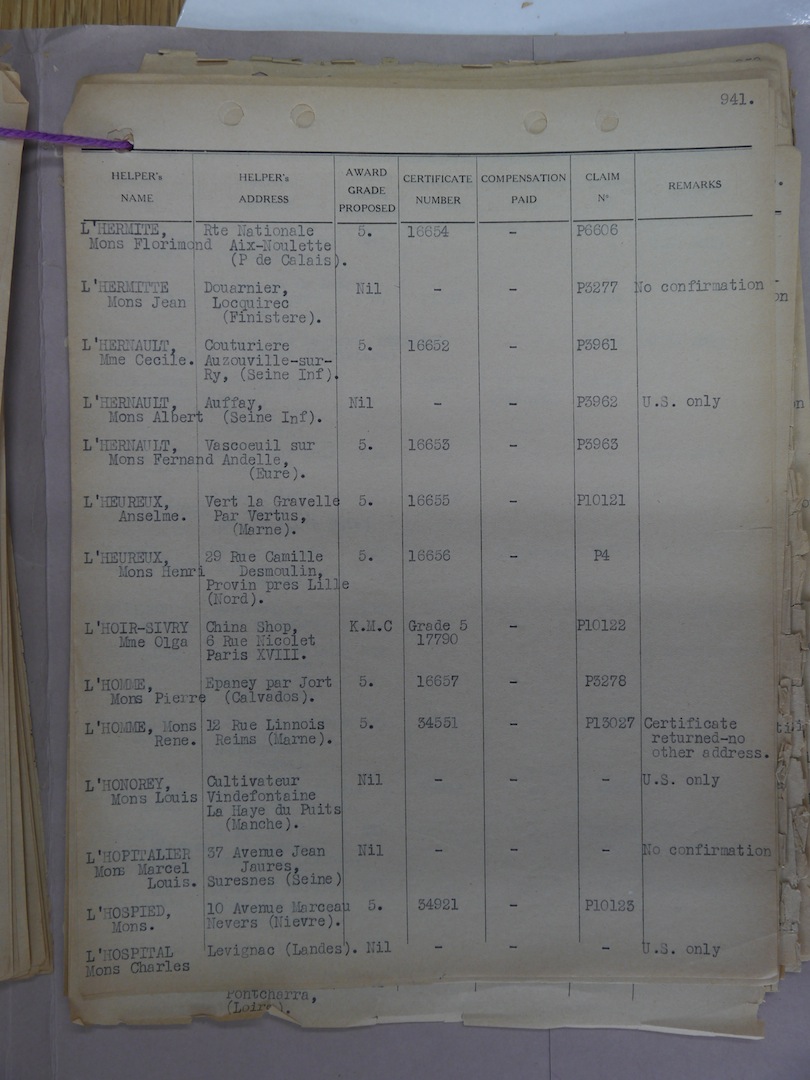 941.
HELPER's NAME HELPER's ADDRESS AWARD GRADE PROPOSED CERTIFICATE NUMBER COMPENSATION PAID CLAIM Nº REMARKS
L'HERMITE, Rte Nationale 5. 16654 - P6606
Mons Florimond Aix-Noulette
(P de Calais).
L'HERMITTE Douarnier, Nil - - P3277 No confirmation
Mons Jean Locquirec
(Finistere).
L'HERNAULT, Couturiere 5. 16652 - P3961
Mme Cecile. Auzouville-sur-
Ry, (Seine Inf).
L'HERNAULT, Auffay, Nil - - P3962 U.S. only
Mons Albert (Seine Inf).
L'HERNAULT, Vascoeuil sur 5. 16653 - P3963
Mons Fernand Andelle,
(Eure).
L'HEUREUX, Vert la Gravelle 5. 16655 - P10121
Anselme. Par Vertus,
(Marne).
L'HEUREUX, 29 Rue Camille 5. 16656 - P4
Mons Henri Desmoulin,
Provin pres Lille
(Nord).
L'HOIR-SIVRY China Shop, K.M.C Grade 5 - P10122
Mme Olga 6 Rue Nicolet 17790
Paris XVIII.
L'HOMME, Epaney par Jort 5. 16657 - P3278
Mons Pierre (Calvados).
L'HOMME, Mons 12 Rue Linnois 5. 34551 - P13027 Certificate
Rene. Reims (Marne). returned-no
other address.
L'HONOREY, Cultivateur Nil - - - U.S. only
Mons Louis Vindefontaine
La Haye du Puits
(Manche).
L'HOPITALIER 37 Avenue Jean Nil - - - No confirmation
Mons Marcel Jaures,
Louis. Suresnes (Seine)
L'HOSPIED, 10 Avenue Marceau 5. 34921 - P10123
Mons. Nevers (Nievre).
L'HOSPITAL Levignac (Landes). Nil - - - U.S. only
Mons Charles
Pontcharra,
(Loire).